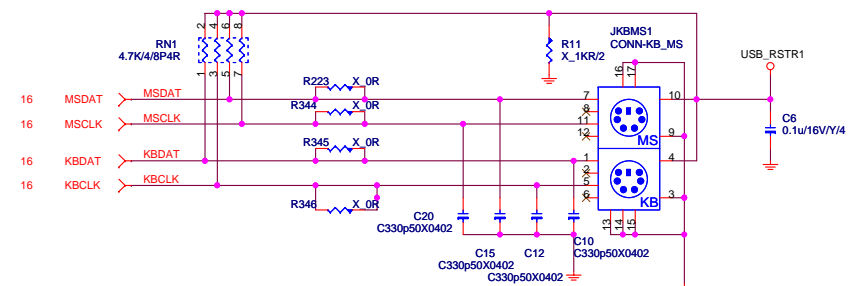 2 4 6 8
RN1
4.7K/4/8P4R
1 3 5 7
R11
X_1KR/2
JKBMS1
CONN-KB_MS
USB_RSTR1
16 17
C6
0.1u/16V/Y/4
16 MSDAT MSDAT R223 X_0R 7 10
8
16 MSCLK MSCLK R344 X_0R 11
12 MS 9
16 KBDAT KBDAT R345 X_0R 1 4
2
16 KBCLK KBCLK 5
R346 X_0R 6 KB 3
13 14 15
C20
C330p50X0402
C15
C330p50X0402
C12
C330p50X0402
C10
C330p50X0402